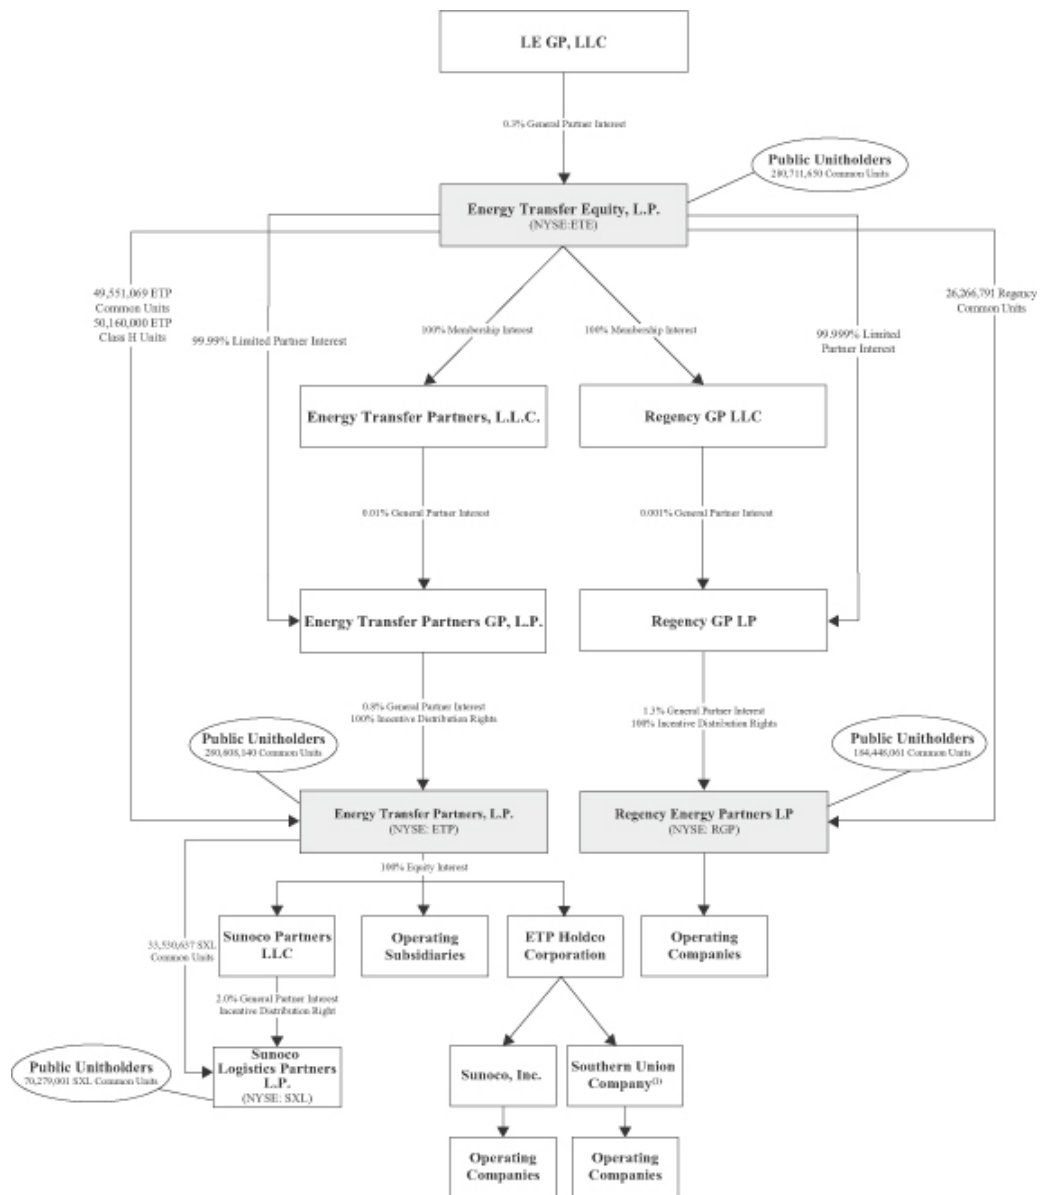 LE GP, LLC
0.3% General Partner Interest
Public Unitholders
280,711,650 Common Units
Energy Transfer Equity, L.P.
(NYSE:ETE)
49,551,069 ETP
Common Units
50,160,000 ETP
Class H Units
99.99% Limited Partner Interest
100% Membership Interest
100% Membership Interest
99.999% Limited
Partner Interest
26,266,791 Regency
Common Units
Energy Transfer Partners, L.L.C.
Regency GP LLC
0.01% General Partner Interest
0.001% General Partner Interest
Energy Transfer Partners GP, L.P.
Regency GP LP
0.8% General Partner Interest
100% Incentive Distribution Rights
1.3% General Partner Interest
100% Incentive Distribution Rights
Public Unitholders
280,608,140 Common Units
Public Unitholders
184,448,061 Common Units
Energy Transfer Partners, L.P.
(NYSE: ETP)
Regency Energy Partners LP
(NYSE: RGP)
100% Equity Interest
33,530,637 SXL
Common Units
Sunoco Partners
LLC
Operating
Subsidiaries
ETP Holdco
Corporation
Operating
Companies
2.0% General Partner Interest
Incentive Distribution Right
Public Unitholders
70,279,001 SXL Common Units
Sunoco
Logistics Partners
L.P.
(NYSE: SXL)
Sunoco, Inc.
Southern Union
Company(1)
Operating
Companies
Operating
Companies